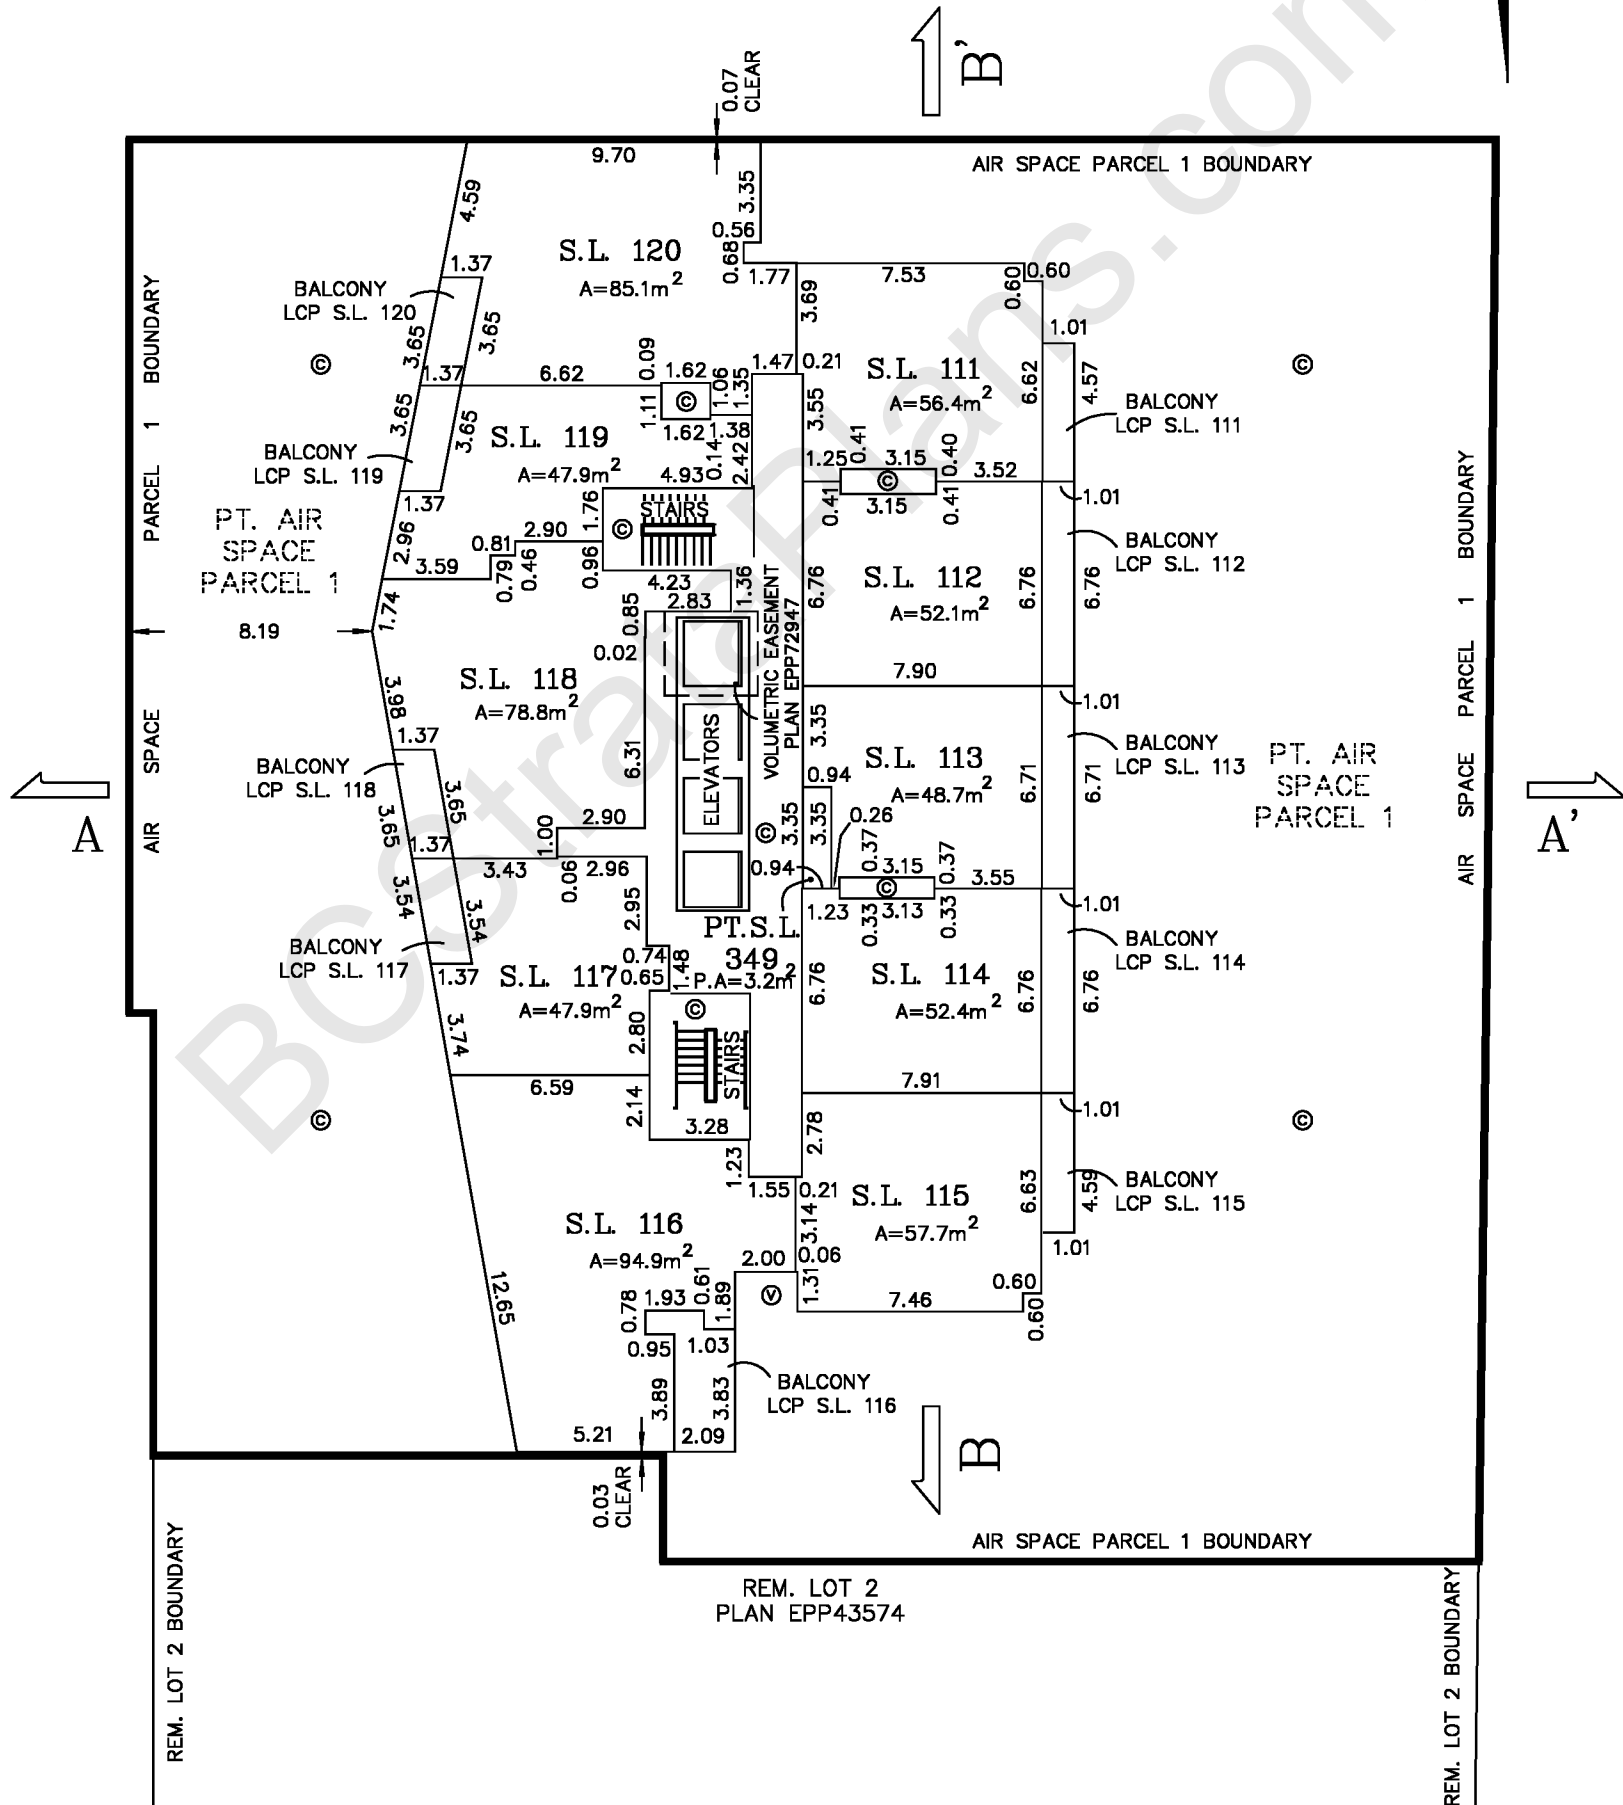 B'
0.07
CLEAR
9.70
AIR SPACE PARCEL 1 BOUNDARY
4.59
3.35
0.56
0.68
S.L. 120
A=85.1m²
1.37
1.77
7.53
0.60
0.60
BALCONY
LCP S.L. 120
3.65
3.65
3.69
1.01
AIR SPACE PARCEL 1 BOUNDARY
©
1.37
6.62
0.09
1.62
1.06
1.35
1.47
0.21
S.L. 111
A=56.4m²
6.62
4.57
©
BALCONY
LCP S.L. 111
1.11
©
3.65
3.65
1.62
1.38
0.14
2.42
3.55
S.L. 119
A=47.9m²
BALCONY
LCP S.L. 119
1.37
4.93
1.25
0.41
3.15
0.40
3.52
0.41
©
3.15
0.41
1.01
AIR SPACE PARCEL 1 BOUNDARY
PT. AIR
SPACE
PARCEL 1
2.96
1.76
STAIRS
©
0.81
2.90
3.59
0.79
0.46
0.96
4.23
1.36
BALCONY
LCP S.L. 112
S.L. 112
A=52.1m²
6.76
6.76
6.76
8.19
1.74
0.85
2.83
0.02
VOLUMETRIC EASEMENT
PLAN EPP72947
7.90
1.01
S.L. 118
A=78.8m²
3.98
1.37
BALCONY
LCP S.L. 118
3.65
3.65
6.31
ELEVATORS
3.35
S.L. 113
A=48.7m²
6.71
6.71
BALCONY
LCP S.L. 113
PT. AIR
SPACE
PARCEL 1
A
A'
0.94
3.35
3.35
0.26
©
1.37
3.43
1.00
2.90
0.06
2.96
0.94
0.37
3.15
0.37
3.55
©
1.23
0.33
3.13
0.33
1.01
3.54
3.54
2.95
BALCONY
LCP S.L. 117
1.37
0.74
0.65
1.48
PT.S.L.
349
P.A=3.2m²
S.L. 117
A=47.9m²
6.76
S.L. 114
A=52.4m²
6.76
6.76
BALCONY
LCP S.L. 114
3.74
2.80
©
STAIRS
6.59
2.14
3.28
7.91
1.01
©
©
1.23
2.78
1.55
0.21
S.L. 115
A=57.7m²
6.63
4.59
BALCONY
LCP S.L. 115
1.01
S.L. 116
A=94.9m²
3.14
2.00
0.06
12.65
0.78
1.93
0.61
1.89
Ⓥ
1.31
7.46
0.60
0.60
0.95
1.03
BALCONY
LCP S.L. 116
3.89
3.83
5.21
2.09
B
0.03
CLEAR
AIR SPACE PARCEL 1 BOUNDARY
REM. LOT 2
PLAN EPP43574
REM. LOT 2 BOUNDARY
REM. LOT 2 BOUNDARY
BCStrataPlans.com